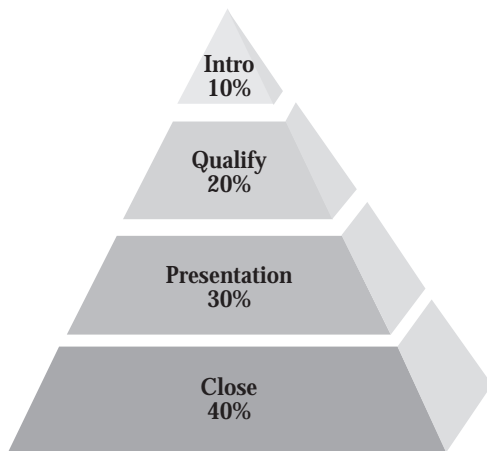 Intro
10%
Qualify
20%
Presentation
30%
Close
40%